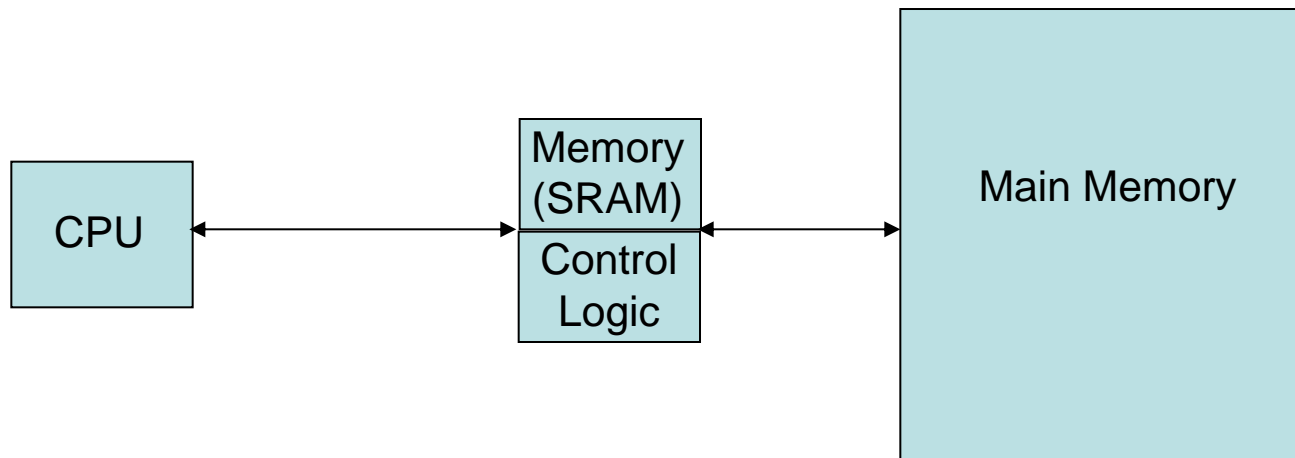 CPU
Memory
(SRAM)
Control
Logic
Main Memory